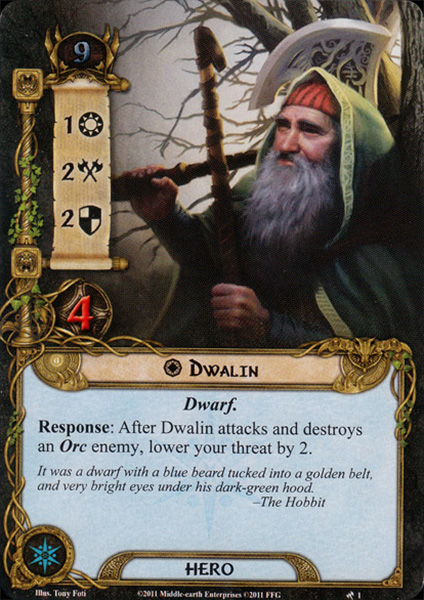 9
1
2
2
4
Dwalin
Dwarf.
Response: After Dwalin attacks and destroys
an Orc enemy, lower your threat by 2.
It was a dwarf with a blue beard tucked into a golden belt,
and very bright eyes under his dark-green hood.
–The Hobbit
HERO
Illus. Tony Foti
©2011 Middle-earth Enterprises ©2011 FFG
1